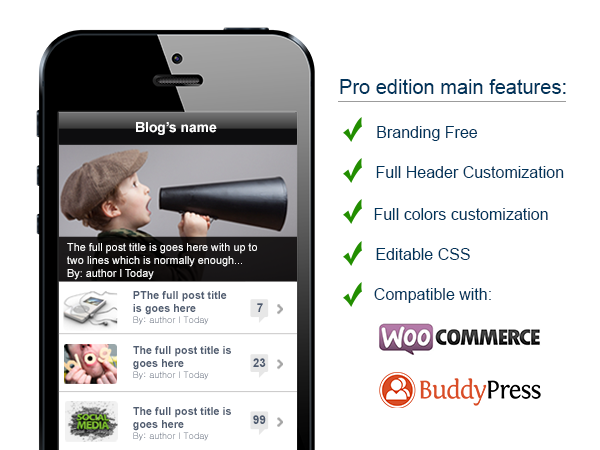 Blog's name
The full post title is goes here with up to
two lines which is normally enough...
By: author I Today
PThe full post title
is goes here
By: author I Today
7
The full post title is
goes here
By: author I Today
23
SOCIAL
MEDIA
The full post title is
goes here
By: author I Today
99
Pro edition main features:
Branding Free
Full Header Customization
Full colors customization
Editable CSS
Compatible with:
WOO COMMERCE
BuddyPress